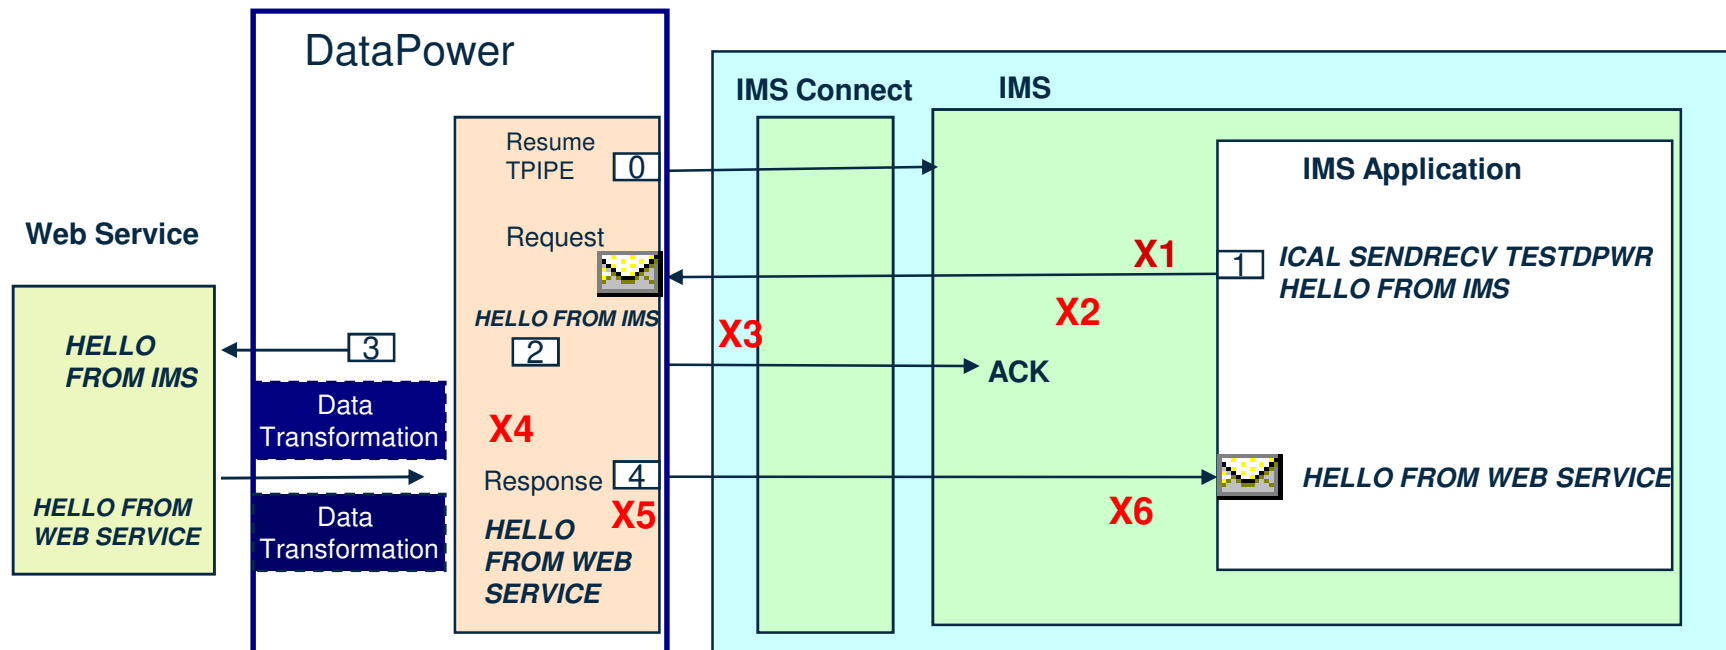 DataPower
IMS Connect
IMS
Resume
TPIPE
0
IMS Application
Web Service
Request
X1
1
ICAL SENDRECV TESTDPWR
HELLO FROM IMS
X2
HELLO FROM IMS
X3
2
3
HELLO
FROM IMS
ACK
Data
Transformation
X4
Response
4
HELLO FROM WEB SERVICE
X5
X6
HELLO FROM
WEB SERVICE
Data
Transformation
HELLO
FROM WEB
SERVICE